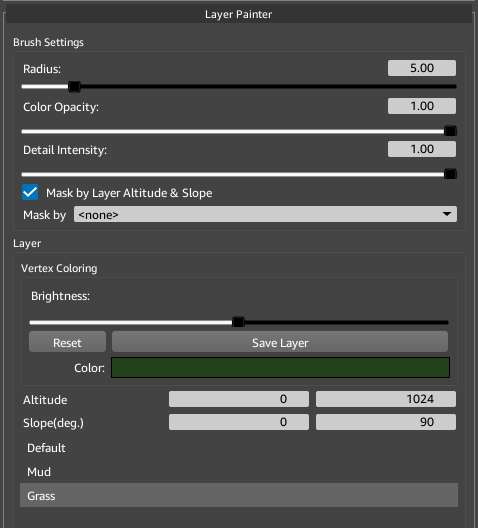 Layer Painter
Brush Settings
Radius: 5.00
Color Opacity: 1.00
Detail Intensity: 1.00
Mask by Layer Altitude & Slope
Mask by <none>
Layer
Vertex Coloring
Brightness:
Reset Save Layer
Color:
Altitude 0 1024
Slope(deg.) 0 90
Default
Mud
Grass